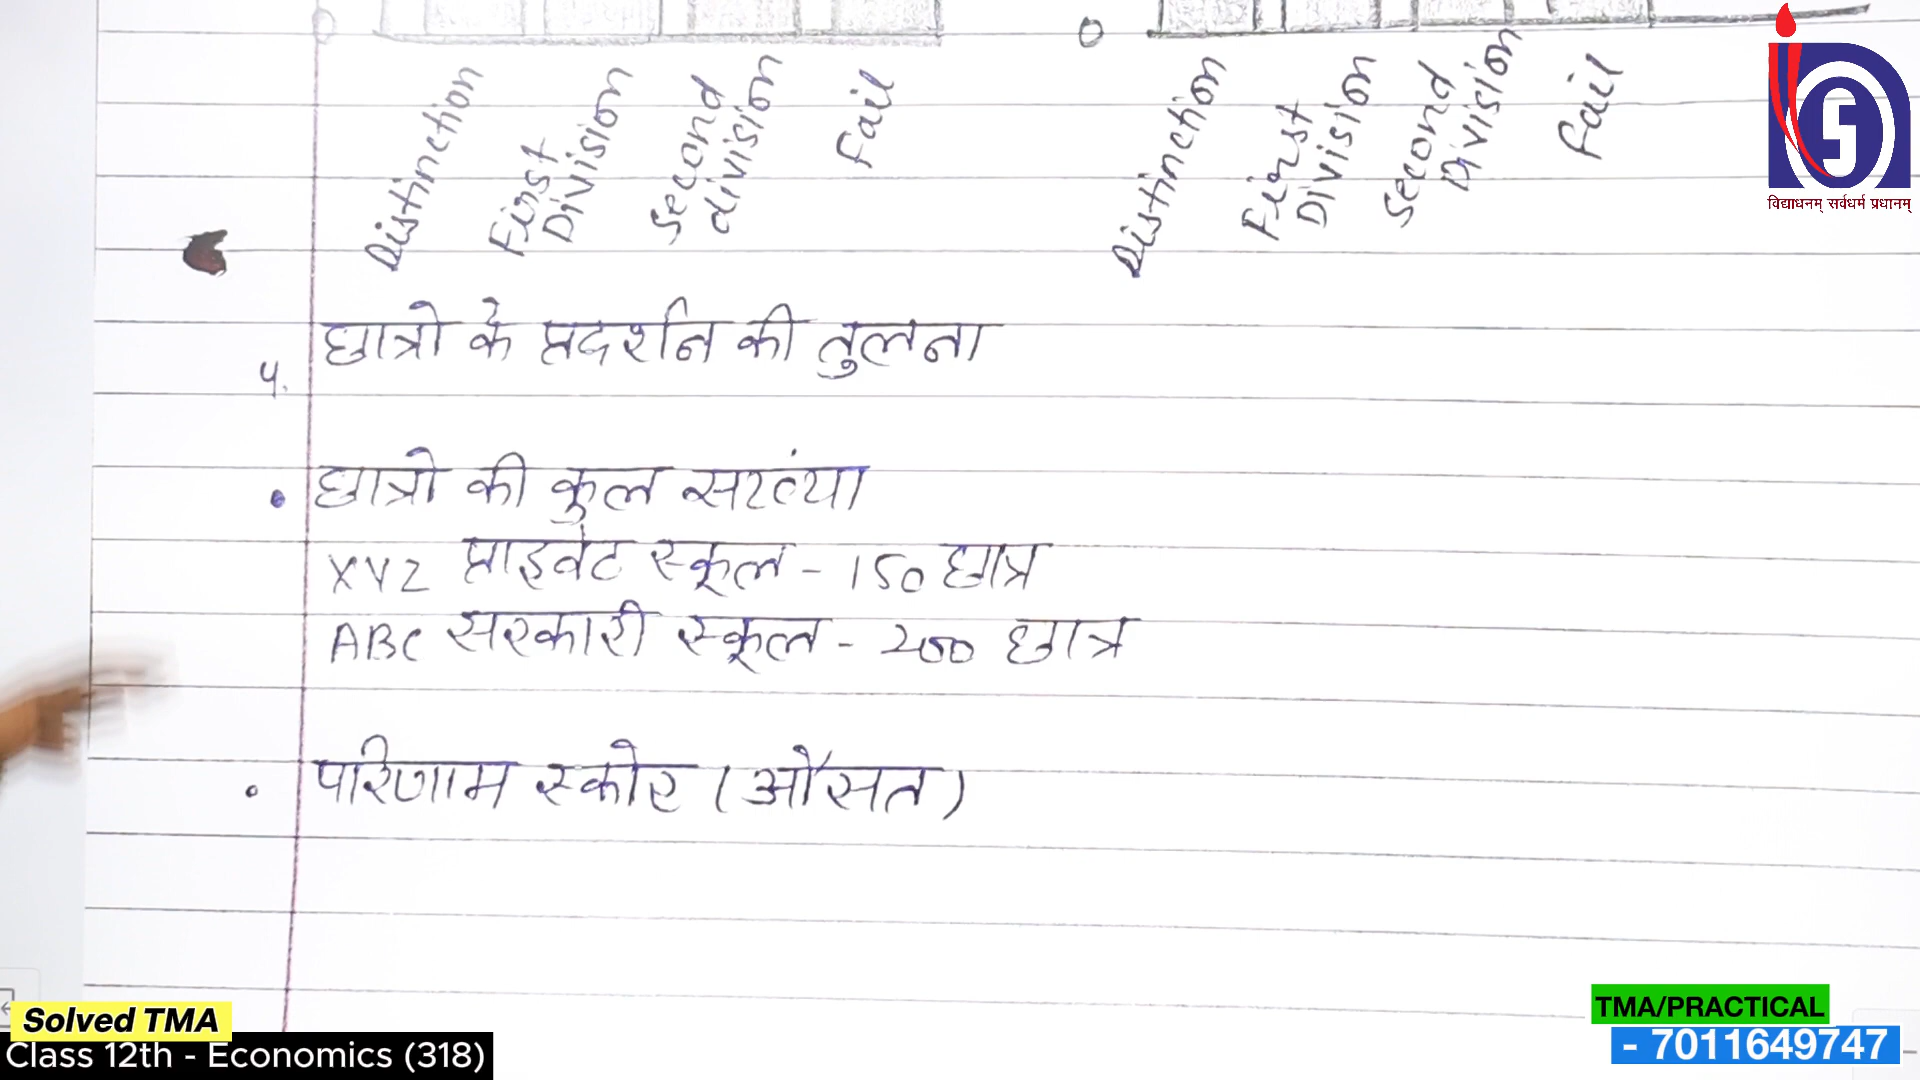 0
0
Distinction
First Division
Second division
Fail
Distinction
First Division
Second Division
Fail
विद्याधनम् सर्वधर्म प्रधानम्
4. छात्रो के प्रदर्शन की तुलना
• छात्रो की कुल
XYZ प्राइवेट स्कूल - 150 छात्र
ABC सरकारी स्कूल - 200 छात्र
• परिणाम स्कोर (औसत)
Solved TMA
Class 12th - Economics (318)
TMA/PRACTICAL
- 7011649747